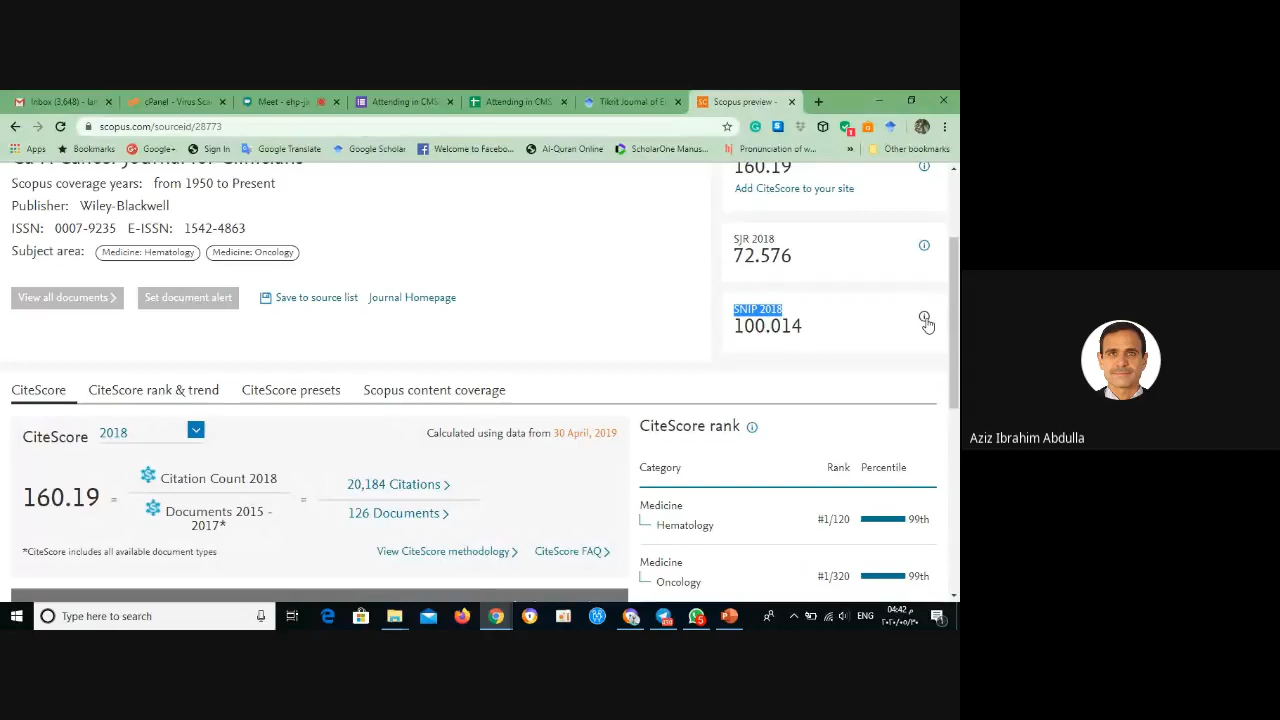 Inbox (3,648) - lan
cPanel - Virus Sca
Meet - ehp-ja
Attending in CMS
Attending in CMS
Tikrit Journal of E
Scopus preview -
scopus.com/sourceid/28773
Apps
Bookmarks
Google+
Sign In
Google Translate
Google Scholar
Welcome to Facebo...
Al-Quran Online
ScholarOne Manus...
Pronunciation of w...
Other bookmarks
Ca-A Cancer Journal for Clinicians
Scopus coverage years: from 1950 to Present
Publisher: Wiley-Blackwell
ISSN: 0007-9235 E-ISSN: 1542-4863
Subject area: Medicine: Hematology Medicine: Oncology
View all documents
Set document alert
Save to source list
Journal Homepage
160.19
Add CiteScore to your site
SJR 2018
72.576
SNIP 2018
100.014
CiteScore
CiteScore rank & trend
CiteScore presets
Scopus content coverage
CiteScore 2018
Calculated using data from 30 April, 2019
160.19 = Citation Count 2018 = 20,184 Citations >
Documents 2015 - 2017* 126 Documents >
*CiteScore includes all available document types
View CiteScore methodology >
CiteScore FAQ >
CiteScore rank
Category Rank Percentile
Medicine
Hematology #1/120 99th
Medicine
Oncology #1/320 99th
Type here to search
ENG
04:42 م
Aziz Ibrahim Abdulla